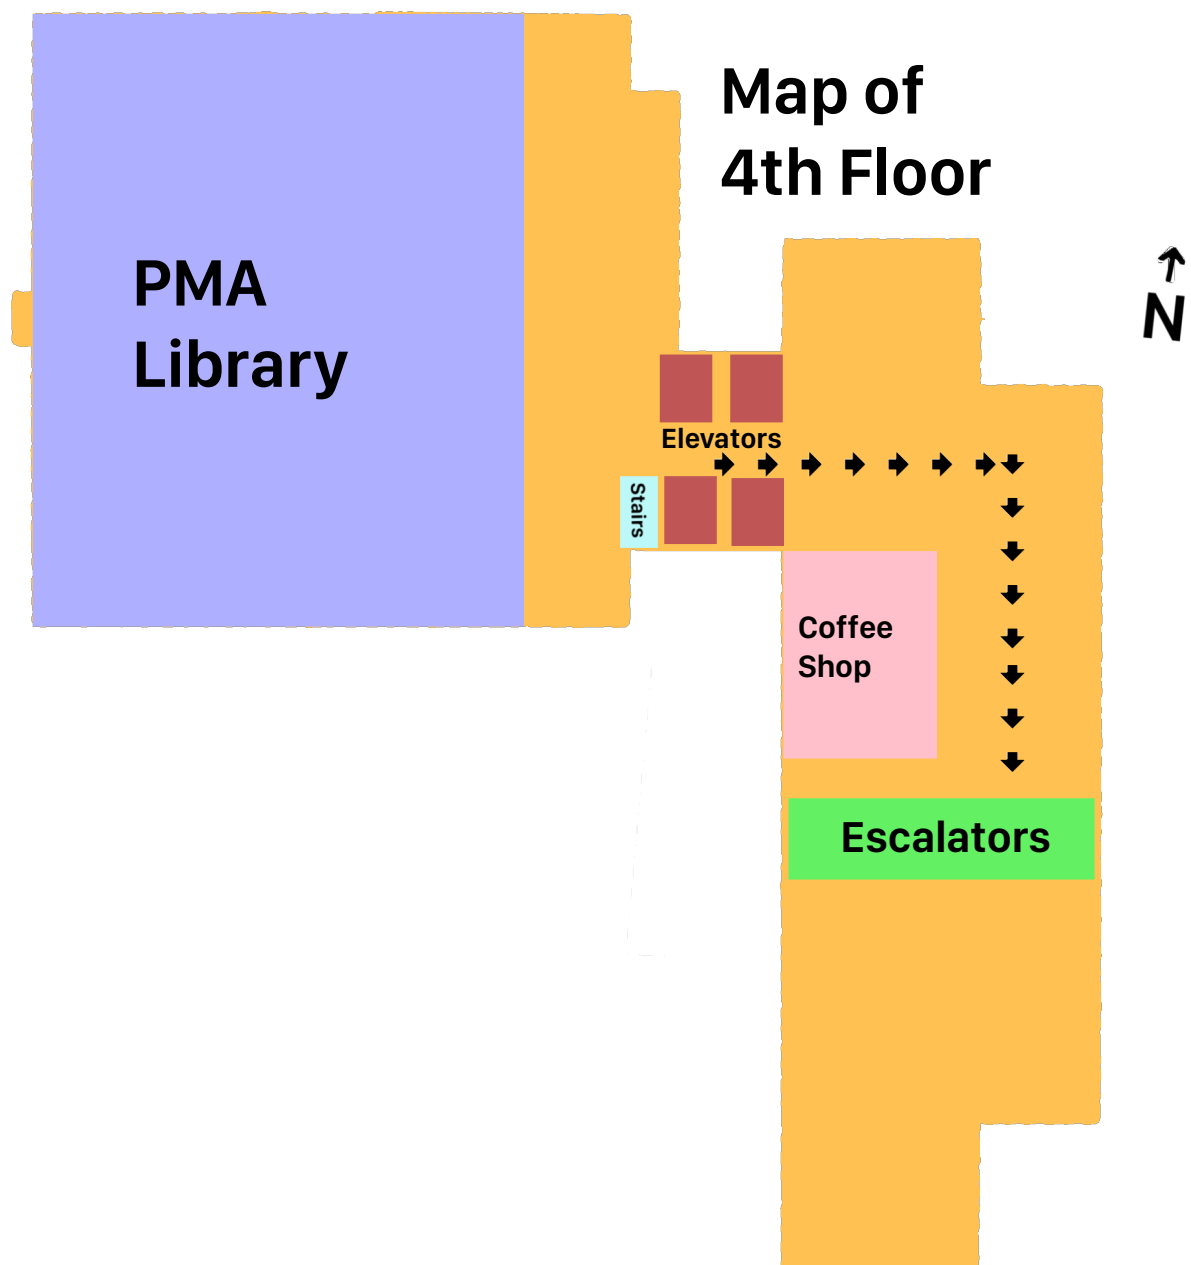 Map of
4th Floor
PMA
Library
N
Elevators
Stairs
Coffee
Shop
Escalators